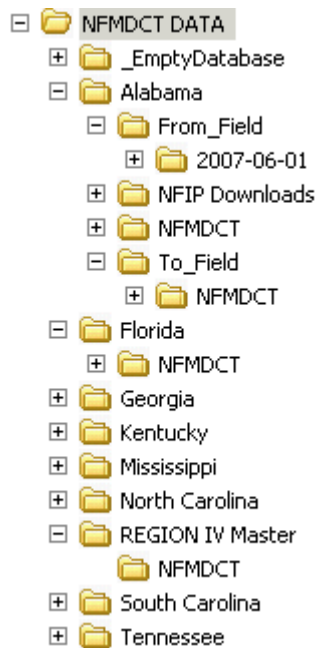 NFMDCT DATA
_EmptyDatabase
Alabama
From_Field
2007-06-01
NFIP Downloads
NFMDCT
To_Field
NFMDCT
Florida
NFMDCT
Georgia
Kentucky
Mississippi
North Carolina
REGION IV Master
NFMDCT
South Carolina
Tennessee